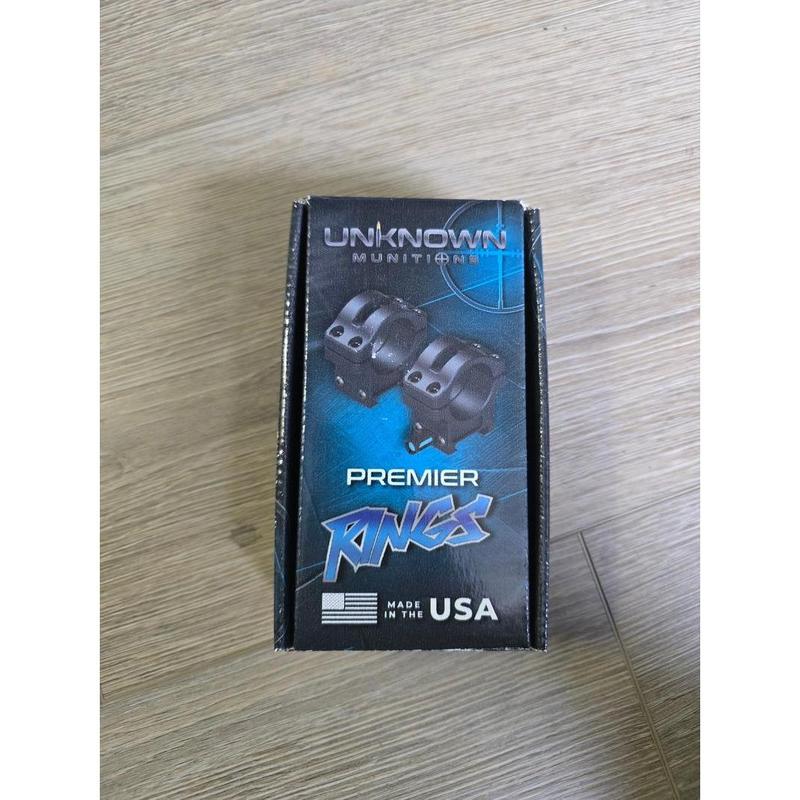 UNKNOWN
MUNITIONS
PREMIER
RINGS
MADE
IN THE
USA